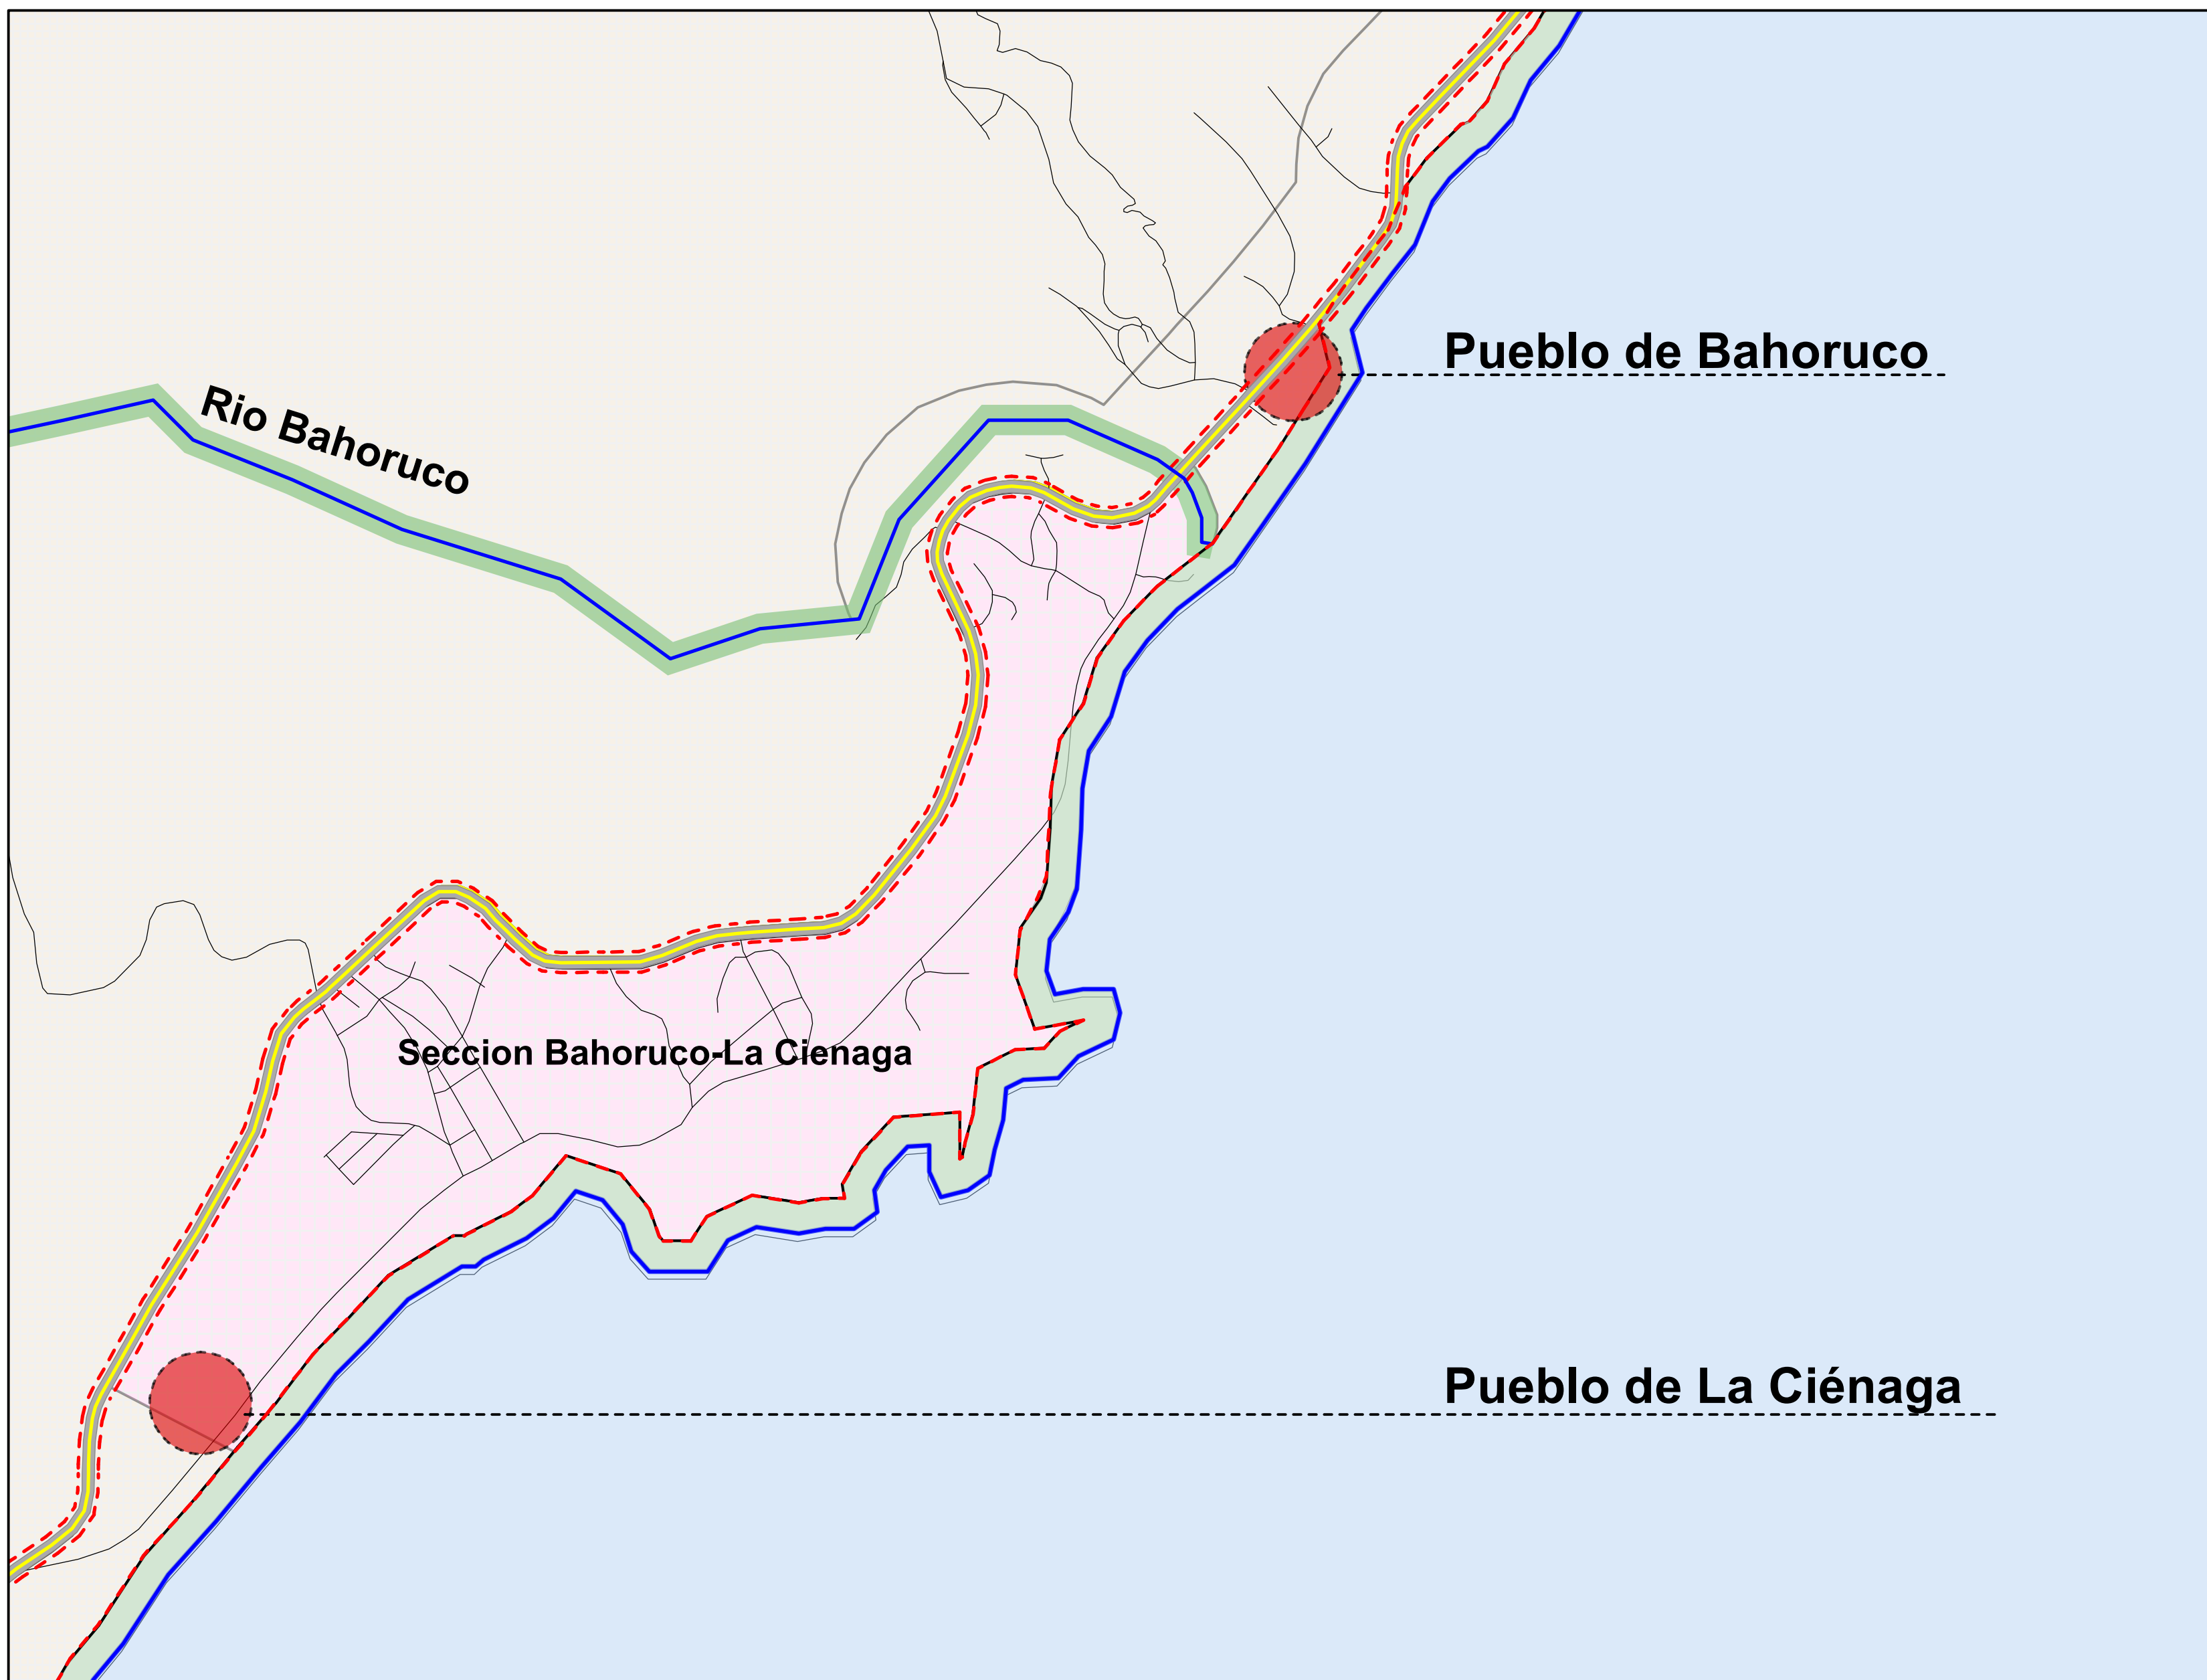 Pueblo de Bahoruco
Rio Bahoruco
Seccion Bahoruco-La Cienaga
Pueblo de La Ciénaga